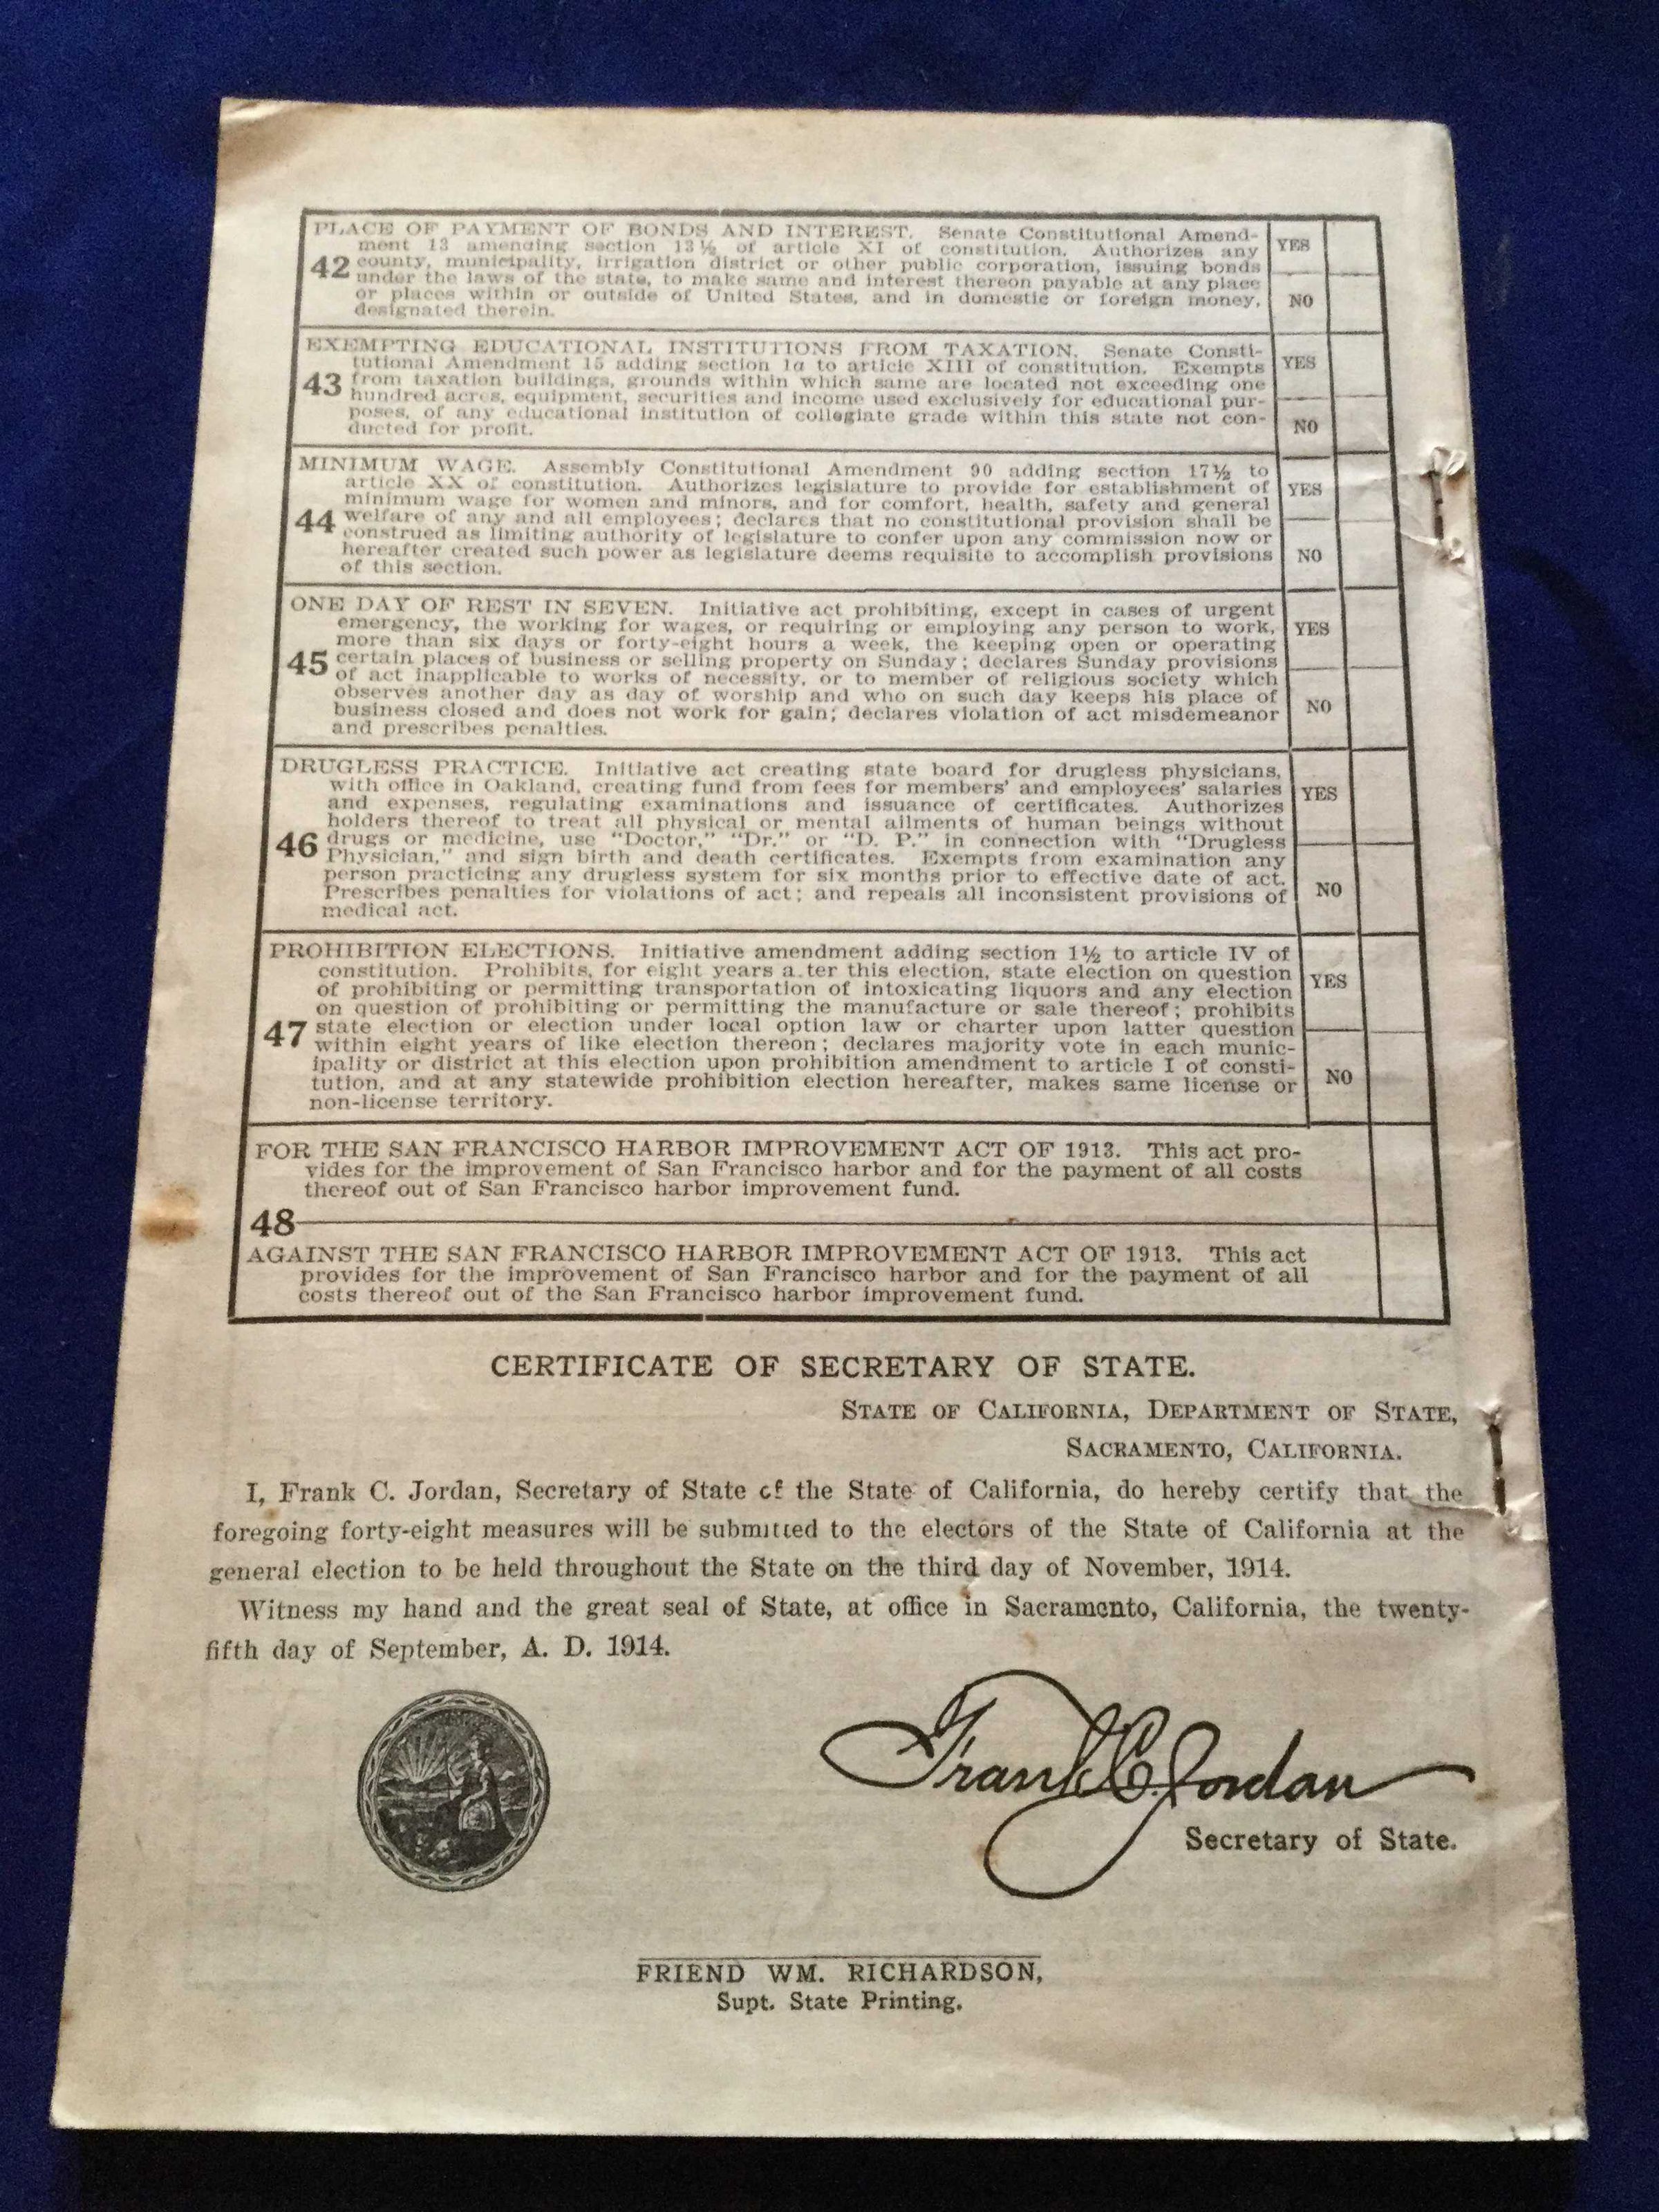 PLACE OF PAYMENT OF BONDS AND INTEREST. Senate Constitutional Amend-
ment 13 amending section 13½ of article XI of constitution. Authorizes any
county, municipality, irrigation district or other public corporation, issuing bonds
42
under the laws of the state, to make same and interest thereon payable at any place
or places within or outside of United States, and in domestic or foreign money,
designated therein.
YES
NO
EXEMPTING EDUCATIONAL INSTITUTIONS FROM TAXATION. Senate Consti-
tutional Amendment 15 adding section 1a to article XIII of constitution. Exempts
from taxation buildings, grounds within which same are located not exceeding one
43
hundred acres, equipment, securities and income used exclusively for educational pur-
poses, of any educational institution of collegiate grade within this state not con-
ducted for profit.
YES
NO
MINIMUM WAGE. Assembly Constitutional Amendment 90 adding section 17½ to
article XX of constitution. Authorizes legislature to provide for establishment of
minimum wage for women and minors, and for comfort, health, safety and general
44
welfare of any and all employees; declares that no constitutional provision shall be
construed as limiting authority of legislature to confer upon any commission now or
hereafter created such power as legislature deems requisite to accomplish provisions
of this section.
YES
NO
ONE DAY OF REST IN SEVEN. Initiative act prohibiting, except in cases of urgent
emergency, the working for wages, or requiring or employing any person to work,
more than six days or forty-eight hours a week, the keeping open or operating
45
certain places of business or selling property on Sunday; declares Sunday provisions
of act inapplicable to works of necessity, or to member of religious society which
observes another day as day of worship and who on such day keeps his place of
business closed and does not work for gain; declares violation of act misdemeanor
and prescribes penalties.
YES
NO
DRUGLESS PRACTICE. Initiative act creating state board for drugless physicians,
with office in Oakland, creating fund from fees for members' and employees' salaries
and expenses, regulating examinations and issuance of certificates. Authorizes
holders thereof to treat all physical or mental ailments of human beings without
46
drugs or medicine, use "Doctor," "Dr." or "D. P." in connection with "Drugless
Physician," and sign birth and death certificates. Exempts from examination any
person practicing any drugless system for six months prior to effective date of act.
Prescribes penalties for violations of act; and repeals all inconsistent provisions of
medical act.
YES
NO
PROHIBITION ELECTIONS. Initiative amendment adding section 1½ to article IV of
constitution. Prohibits, for eight years a ter this election, state election on question
of prohibiting or permitting transportation of intoxicating liquors and any election
on question of prohibiting or permitting the manufacture or sale thereof; prohibits
47
state election or election under local option law or charter upon latter question
within eight years of like election thereon; declares majority vote in each munic-
ipality or district at this election upon prohibition amendment to article I of consti-
tution, and at any statewide prohibition election hereafter, makes same license or
non-license territory.
YES
NO
FOR THE SAN FRANCISCO HARBOR IMPROVEMENT ACT OF 1913. This act pro-
vides for the improvement of San Francisco harbor and for the payment of all costs
thereof out of San Francisco harbor improvement fund.
48
AGAINST THE SAN FRANCISCO HARBOR IMPROVEMENT ACT OF 1913. This act
provides for the improvement of San Francisco harbor and for the payment of all
costs thereof out of the San Francisco harbor improvement fund.
CERTIFICATE OF SECRETARY OF STATE.
STATE OF CALIFORNIA, DEPARTMENT OF STATE,
SACRAMENTO, CALIFORNIA.
I, Frank C. Jordan, Secretary of State of the State of California, do hereby certify that the
foregoing forty-eight measures will be submitted to the electors of the State of California at the
general election to be held throughout the State on the third day of November, 1914.
Witness my hand and the great seal of State, at office in Sacramento, California, the twenty-
fifth day of September, A. D. 1914.
Frank C. Jordan
Secretary of State.
FRIEND WM. RICHARDSON,
Supt. State Printing.